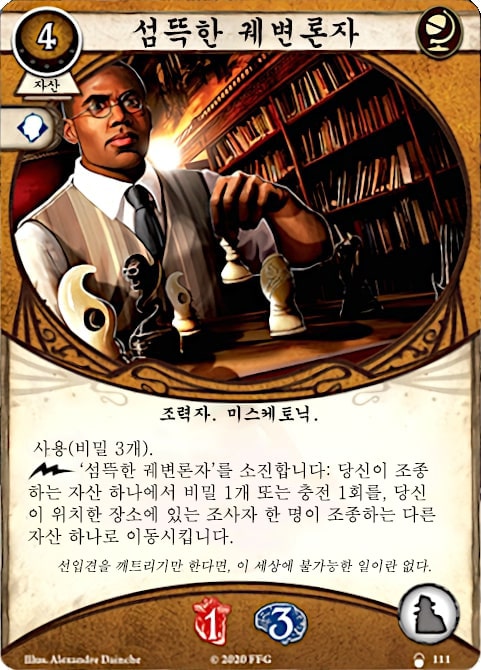 4
섬뜩한 궤변론자
자산
조력자. 미스케토닉.
사용(비밀 3개).
‘섬뜩한 궤변론자’를 소진합니다: 당신이 조종
하는 자산 하나에서 비밀 1개 또는 충전 1회를, 당신
이 위치한 장소에 있는 조사자 한 명이 조종하는 다른
자산 하나로 이동시킵니다.
선입견을 깨트리기만 한다면, 이 세상에 불가능한 일이란 없다.
1 3
Illus. Alexandre Dainche © 2020 FFG 111